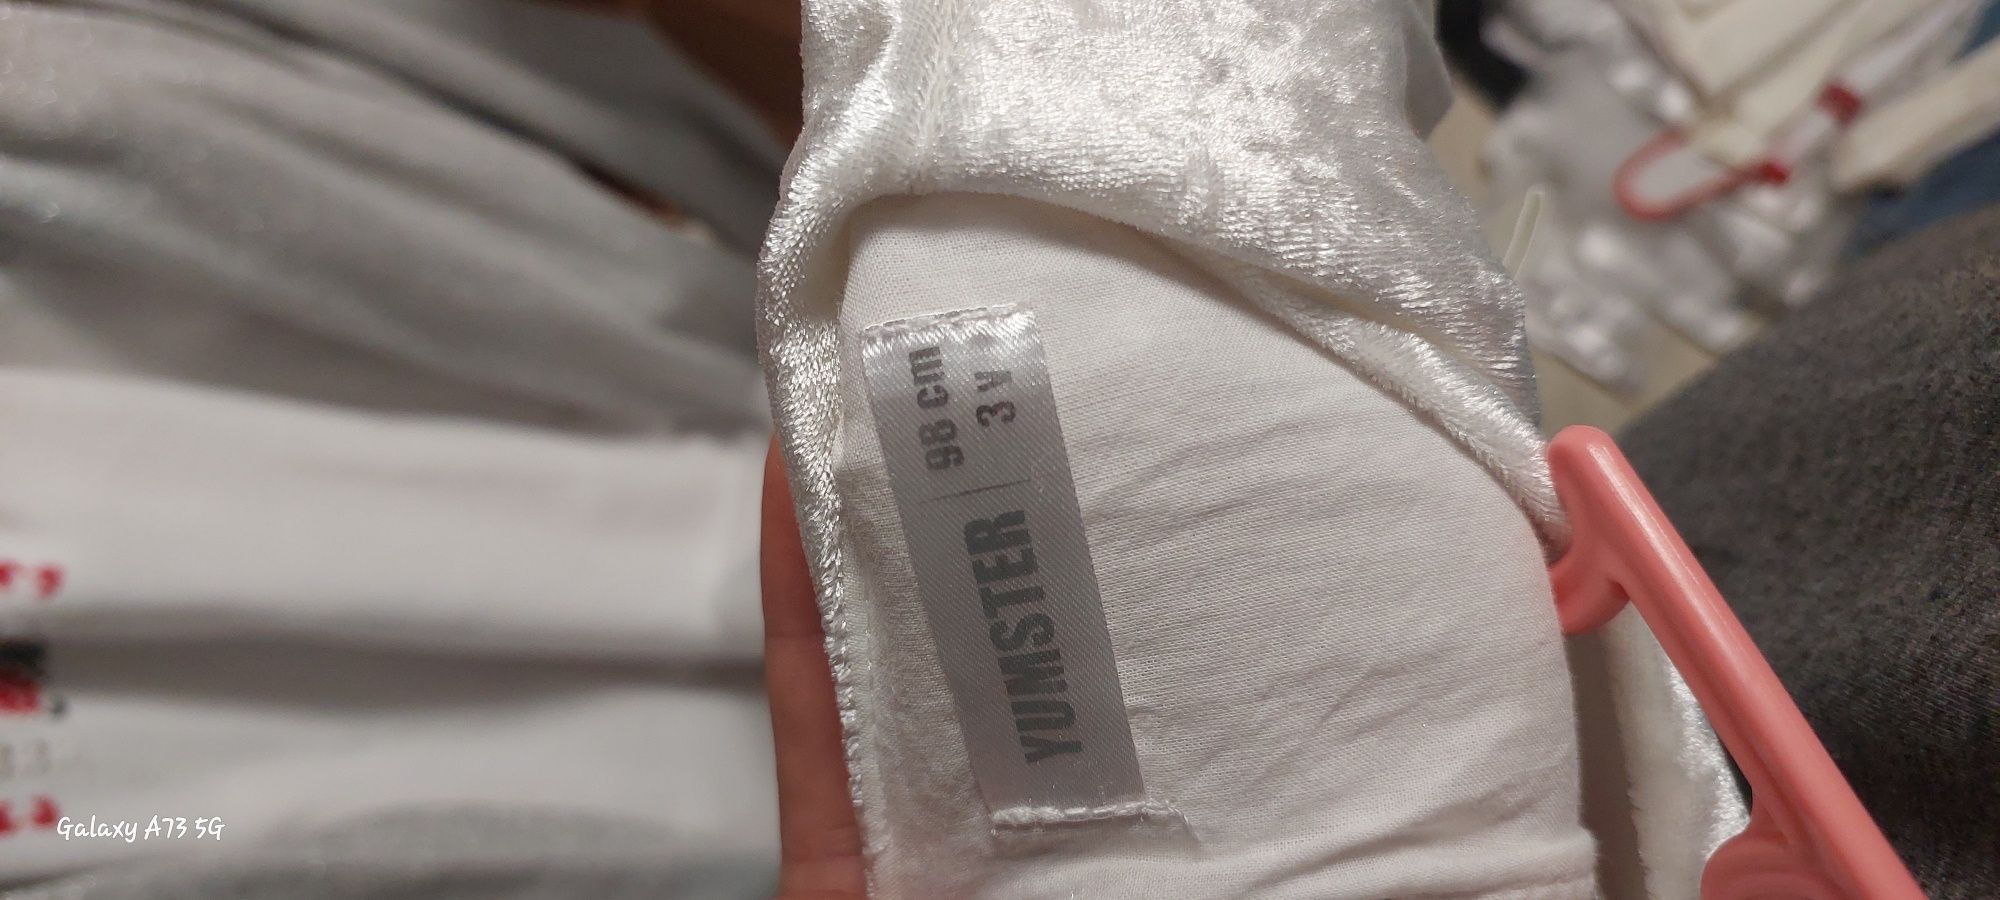 YUMSTER
98 cm
3 Y
Galaxy A73 5G